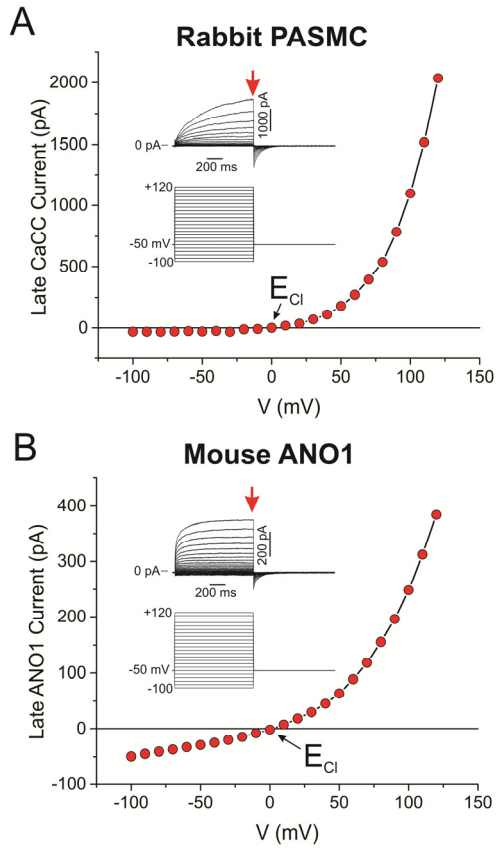 A
Rabbit PASMC
Late CaCC Current (pA)
2000
1500
1000
500
0
0 pA
1000 pA
200 ms
+120
-50 mV
-100
ECl
-100
-50
0
50
100
150
V (mV)
B
Mouse ANO1
Late ANO1 Current (pA)
400
300
200
100
0
-100
0 pA
200 pA
200 ms
+120
-50 mV
-100
ECl
-100
-50
0
50
100
150
V (mV)